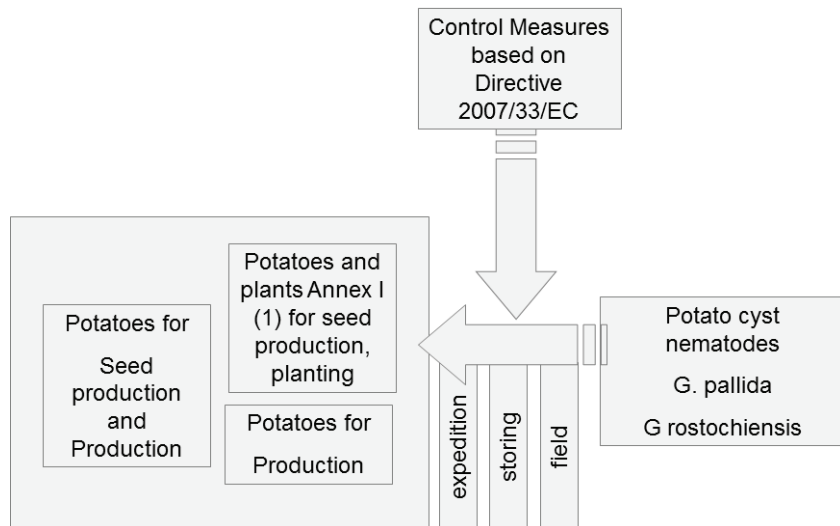 Control Measures
based on
Directive
2007/33/EC
Potatoes and
plants Annex I
(1) for seed
production,
planting
Potatoes for
Seed
production
and
Production
Potatoes for
Production
expedition
storing
field
Potato cyst
nematodes
G. pallida
G rostochiensis